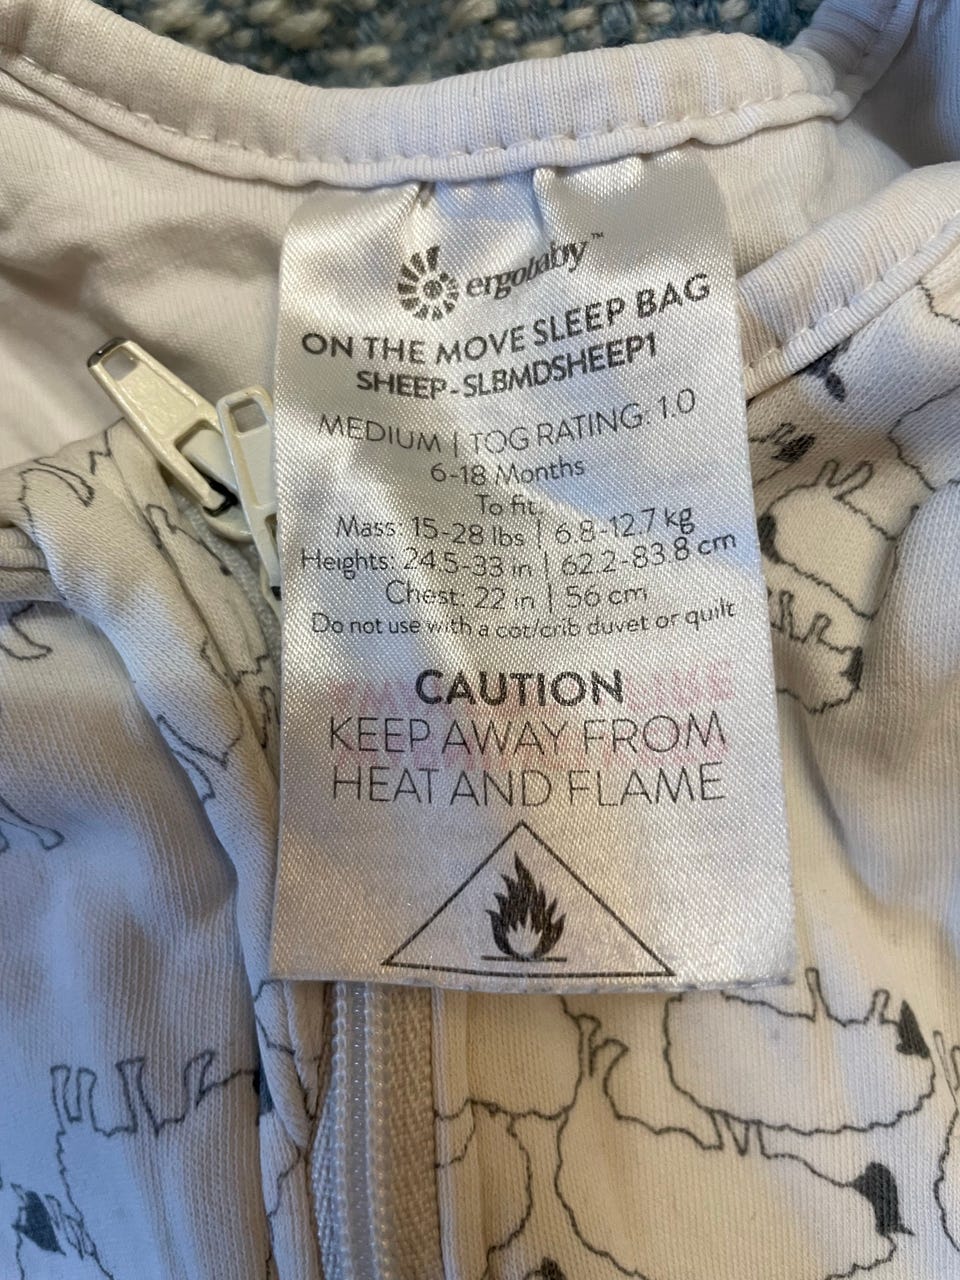 ergobaby™
ON THE MOVE SLEEP BAG
SHEEP-SLBMDSHEEP1
MEDIUM | TOG RATING: 1.0
6-18 Months
To fit:
Mass: 15-28 lbs | 6.8-12.7 kg
Heights: 24.5-33 in | 62.2-83.8 cm
Chest: 22 in | 56 cm
Do not use with a cot/crib duvet or quilt
CAUTION
KEEP AWAY FROM
HEAT AND FLAME